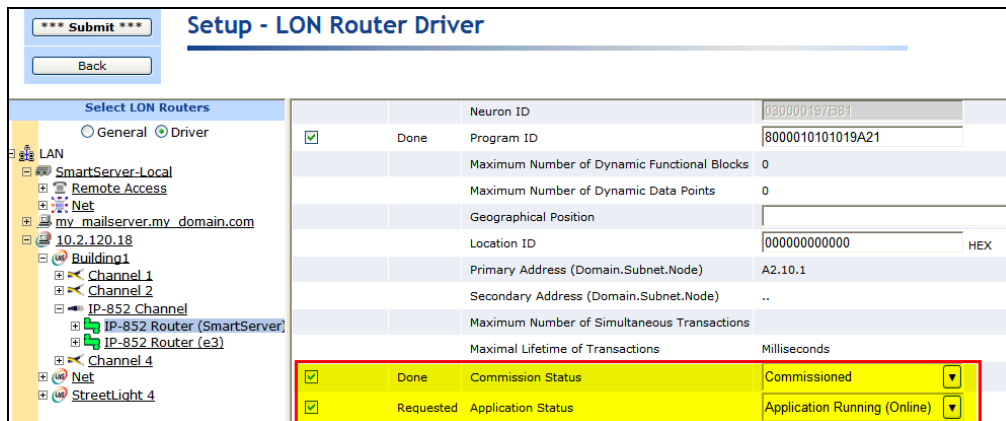 *** Submit ***
Setup - LON Router Driver
Back
Select LON Routers
General Driver
LAN
SmartServer-Local
Remote Access
Net
my_mailserver.my_domain.com
10.2.120.18
Building1
Channel 1
Channel 2
IP-852 Channel
IP-852 Router (SmartServer)
IP-852 Router (e3)
Channel 4
Net
StreetLight 4
Neuron ID 030000197B81
Done Program ID 8000010101019A21
Maximum Number of Dynamic Functional Blocks 0
Maximum Number of Dynamic Data Points 0
Geographical Position
Location ID 000000000000 HEX
Primary Address (Domain.Subnet.Node) A2.10.1
Secondary Address (Domain.Subnet.Node) ..
Maximum Number of Simultaneous Transactions
Maximal Lifetime of Transactions Milliseconds
Done Commission Status Commissioned
Requested Application Status Application Running (Online)